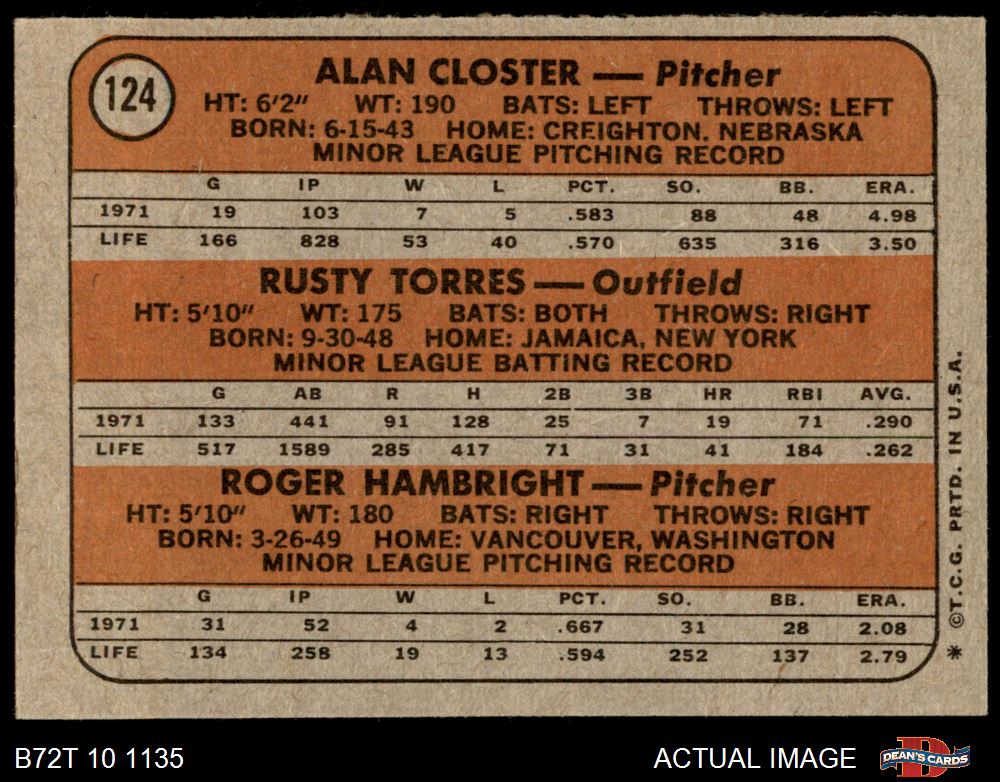 124
ALAN CLOSTER — Pitcher
HT: 6'2" WT: 190 BATS: LEFT THROWS: LEFT
BORN: 6-15-43 HOME: CREIGHTON. NEBRASKA
MINOR LEAGUE PITCHING RECORD
G IP W L PCT. SO. BB. ERA.
1971 19 103 7 5 .583 88 48 4.98
LIFE 166 828 53 40 .570 635 316 3.50
RUSTY TORRES — Outfield
HT: 5'10" WT: 175 BATS: BOTH THROWS: RIGHT
BORN: 9-30-48 HOME: JAMAICA, NEW YORK
MINOR LEAGUE BATTING RECORD
G AB R H 2B 3B HR RBI AVG.
1971 133 441 91 128 25 7 19 71 .290
LIFE 517 1589 285 417 71 31 41 184 .262
ROGER HAMBRIGHT — Pitcher
HT: 5'10" WT: 180 BATS: RIGHT THROWS: RIGHT
BORN: 3-26-49 HOME: VANCOUVER, WASHINGTON
MINOR LEAGUE PITCHING RECORD
G IP W L PCT. SO. BB. ERA.
1971 31 52 4 2 .667 31 28 2.08
LIFE 134 258 19 13 .594 252 137 2.79
* ©T.C.G. PRTD. IN U.S.A.
B72T 10 1135 ACTUAL IMAGE
DEAN'S CARDS